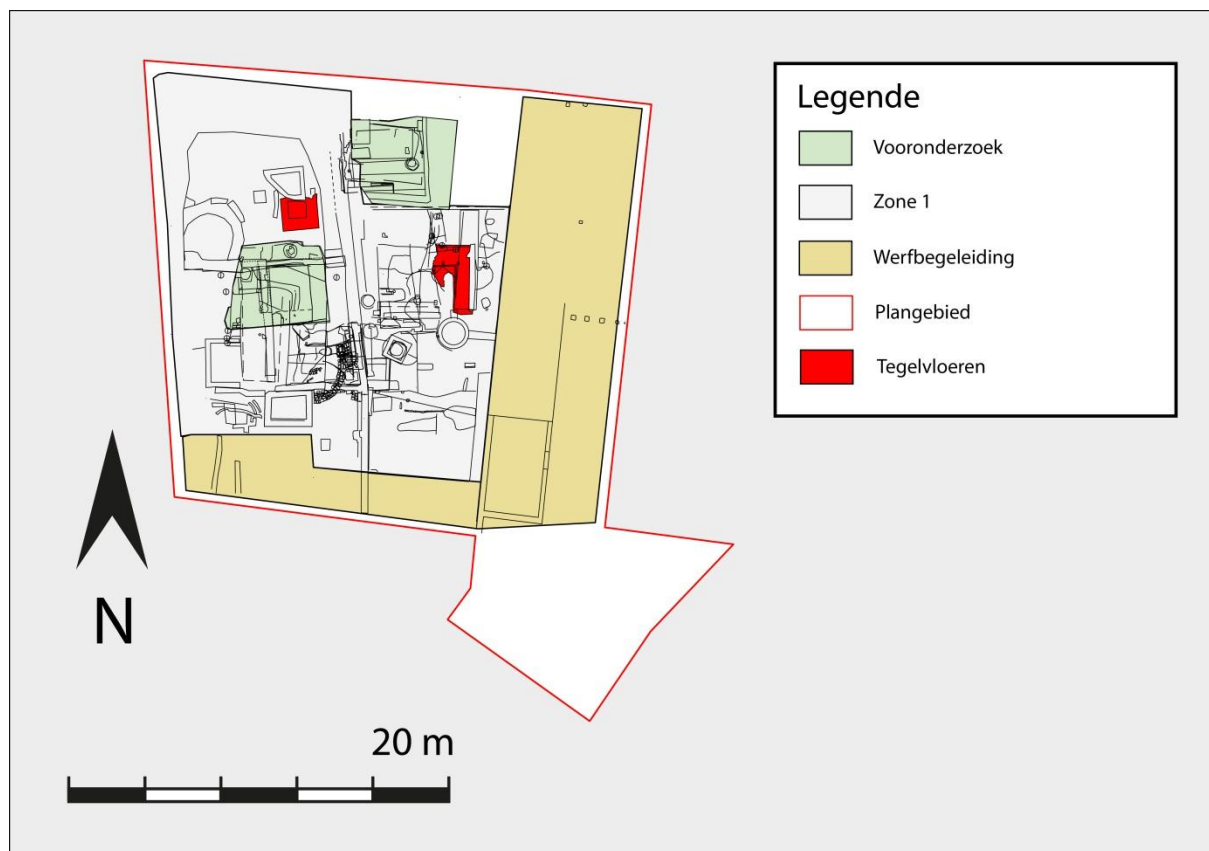 Legende
Vooronderzoek
Zone 1
Werfbegeleiding
Plangebied
Tegelvloeren
N
20 m